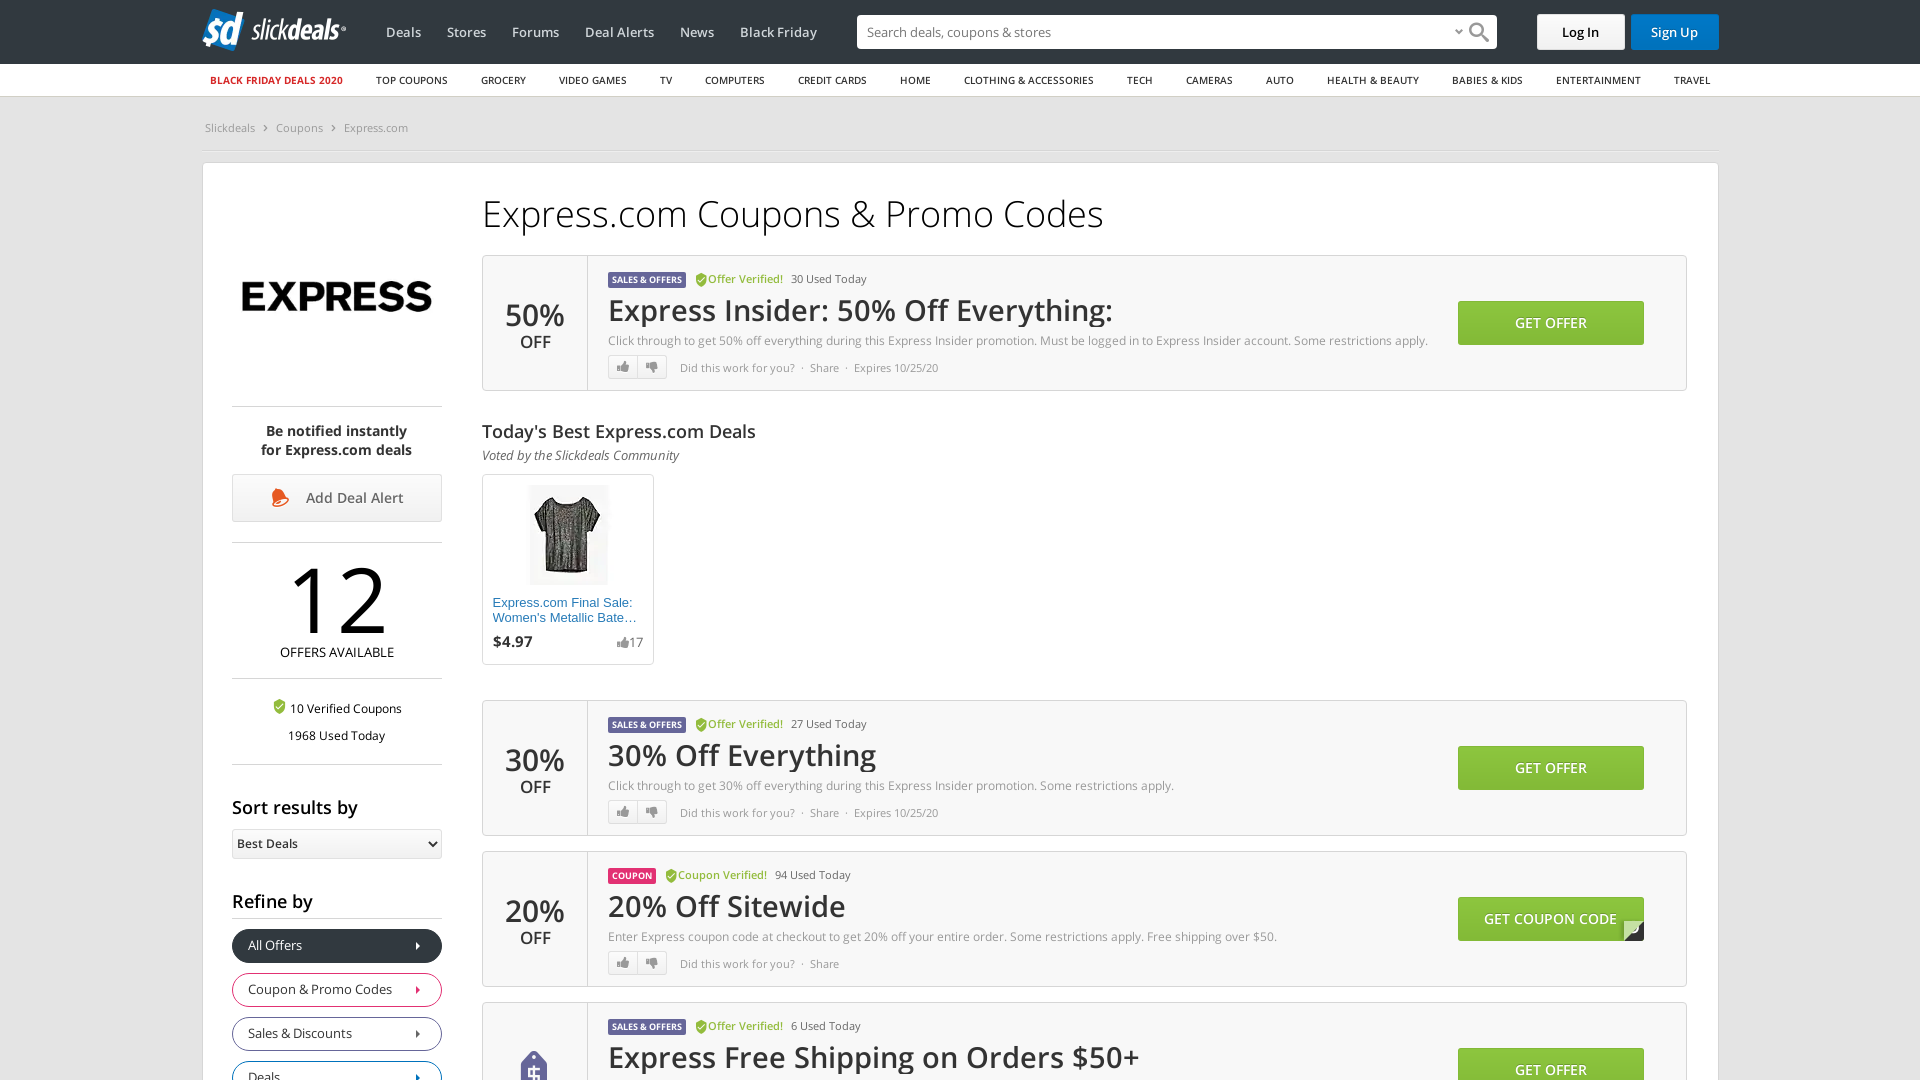 slickdeals
Deals
Stores
Forums
Deal Alerts
News
Black Friday
Search deals, coupons & stores
Log In
Sign Up
BLACK FRIDAY DEALS 2020
TOP COUPONS
GROCERY
VIDEO GAMES
TV
COMPUTERS
CREDIT CARDS
HOME
CLOTHING & ACCESSORIES
TECH
CAMERAS
AUTO
HEALTH & BEAUTY
BABIES & KIDS
ENTERTAINMENT
TRAVEL
Slickdeals > Coupons > Express.com
EXPRESS
Be notified instantly
for Express.com deals
Add Deal Alert
12
OFFERS AVAILABLE
10 Verified Coupons
1968 Used Today
Sort results by
Best Deals
Refine by
All Offers
Coupon & Promo Codes
Sales & Discounts
Deals
Express.com Coupons & Promo Codes
50%
OFF
SALES & OFFERS Offer Verified! 30 Used Today
Express Insider: 50% Off Everything:
Click through to get 50% off everything during this Express Insider promotion. Must be logged in to Express Insider account. Some restrictions apply.
Did this work for you? · Share · Expires 10/25/20
GET OFFER
Today's Best Express.com Deals
Voted by the Slickdeals Community
Express.com Final Sale:
Women's Metallic Bate...
$4.97
17
30%
OFF
SALES & OFFERS Offer Verified! 27 Used Today
30% Off Everything
Click through to get 30% off everything during this Express Insider promotion. Some restrictions apply.
Did this work for you? · Share · Expires 10/25/20
GET OFFER
20%
OFF
COUPON Coupon Verified! 94 Used Today
20% Off Sitewide
Enter Express coupon code at checkout to get 20% off your entire order. Some restrictions apply. Free shipping over $50.
Did this work for you? · Share
GET COUPON CODE
SALES & OFFERS Offer Verified! 6 Used Today
Express Free Shipping on Orders $50+
GET OFFER